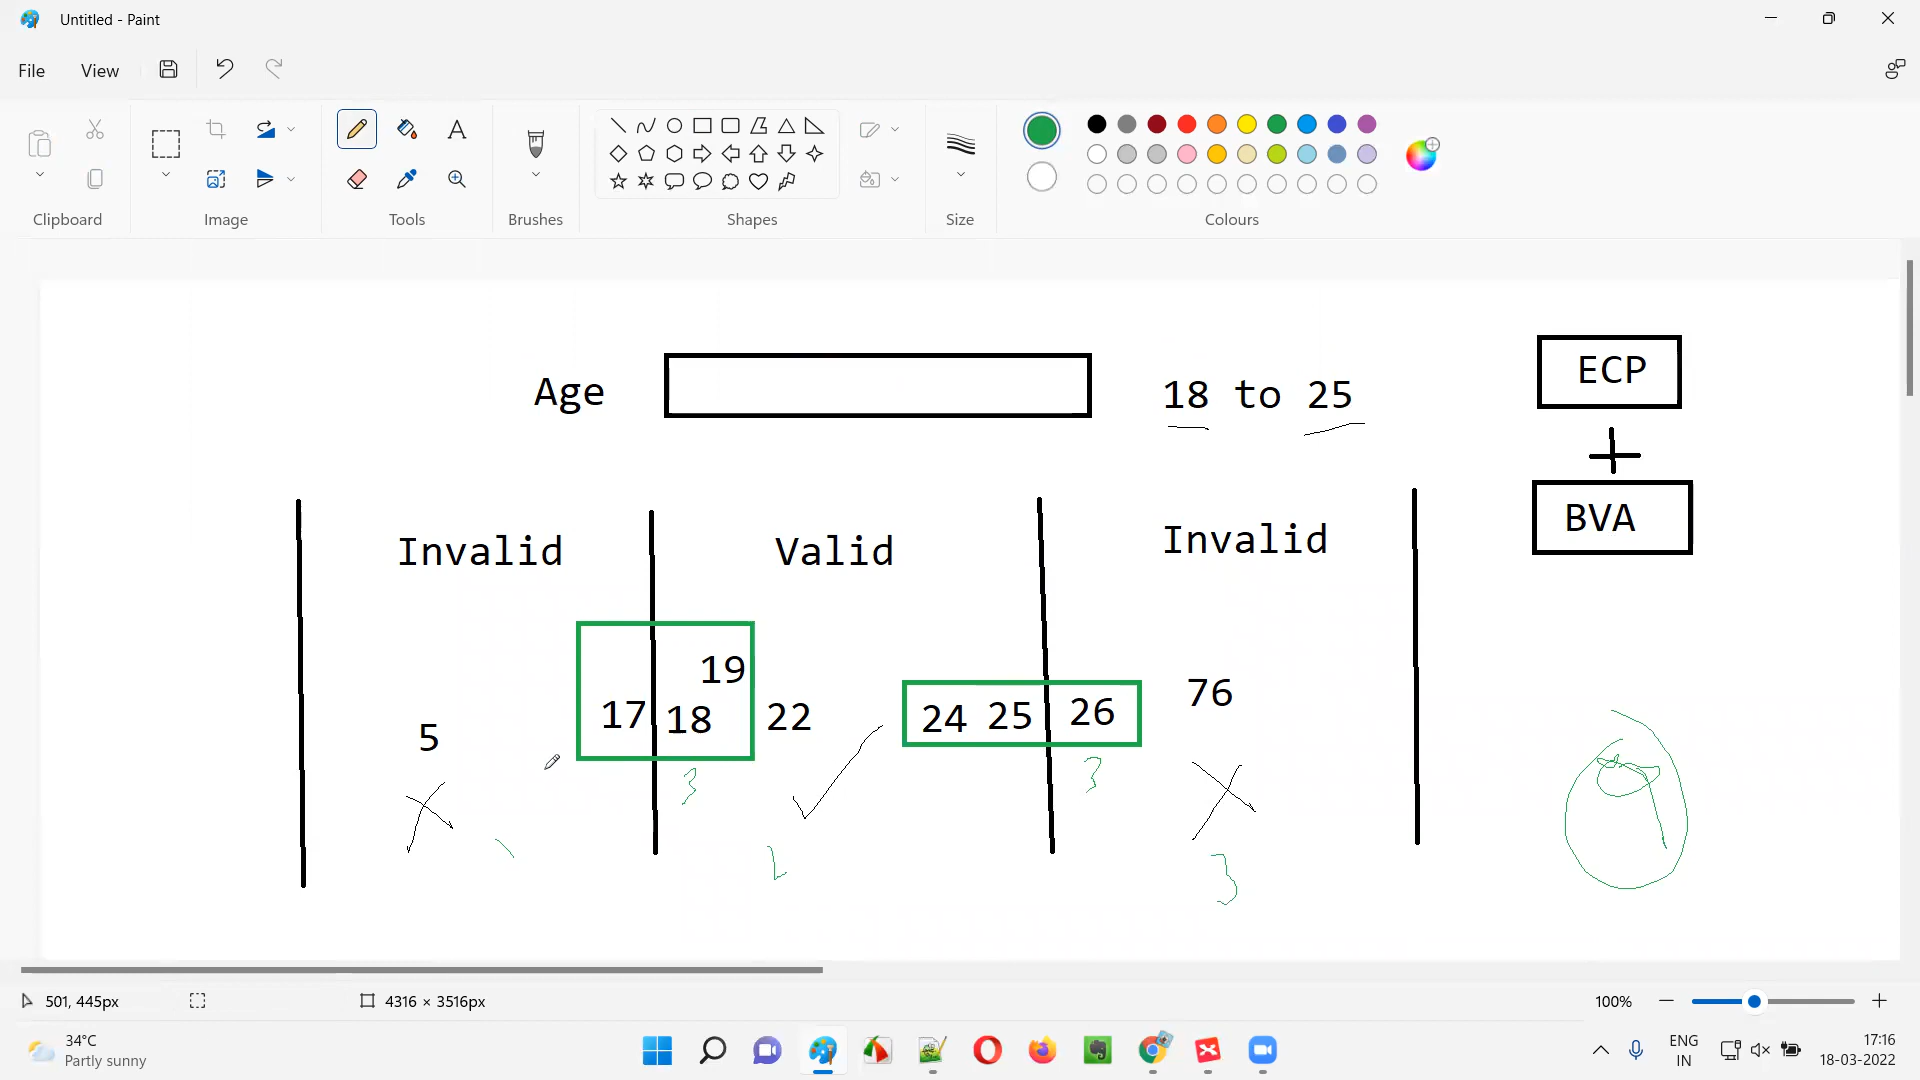 Untitled - Paint
File View
Clipboard Image Tools Brushes Shapes Size Colours
Age 18 to 25
ECP
+
BVA
Invalid Valid Invalid
19
17 18 22 24 25 26 76
5
3 3
2 3
9
501, 445px 4316 × 3516px 100%
34°C
Partly sunny
ENG
IN
17:16
18-03-2022